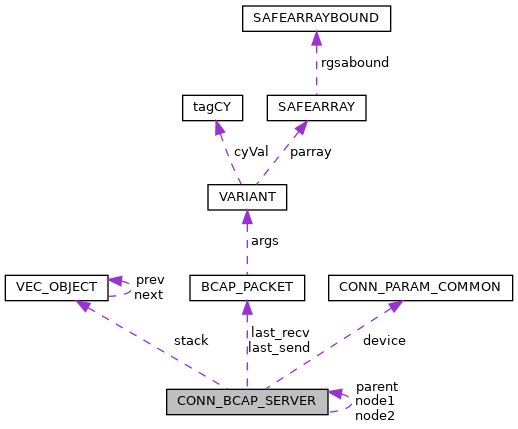 SAFEARRAYBOUND
rgsabound
tagCY
SAFEARRAY
cyVal
parray
VARIANT
args
VEC_OBJECT
prev
next
BCAP_PACKET
CONN_PARAM_COMMON
stack
last_recv
last_send
device
CONN_BCAP_SERVER
parent
node1
node2